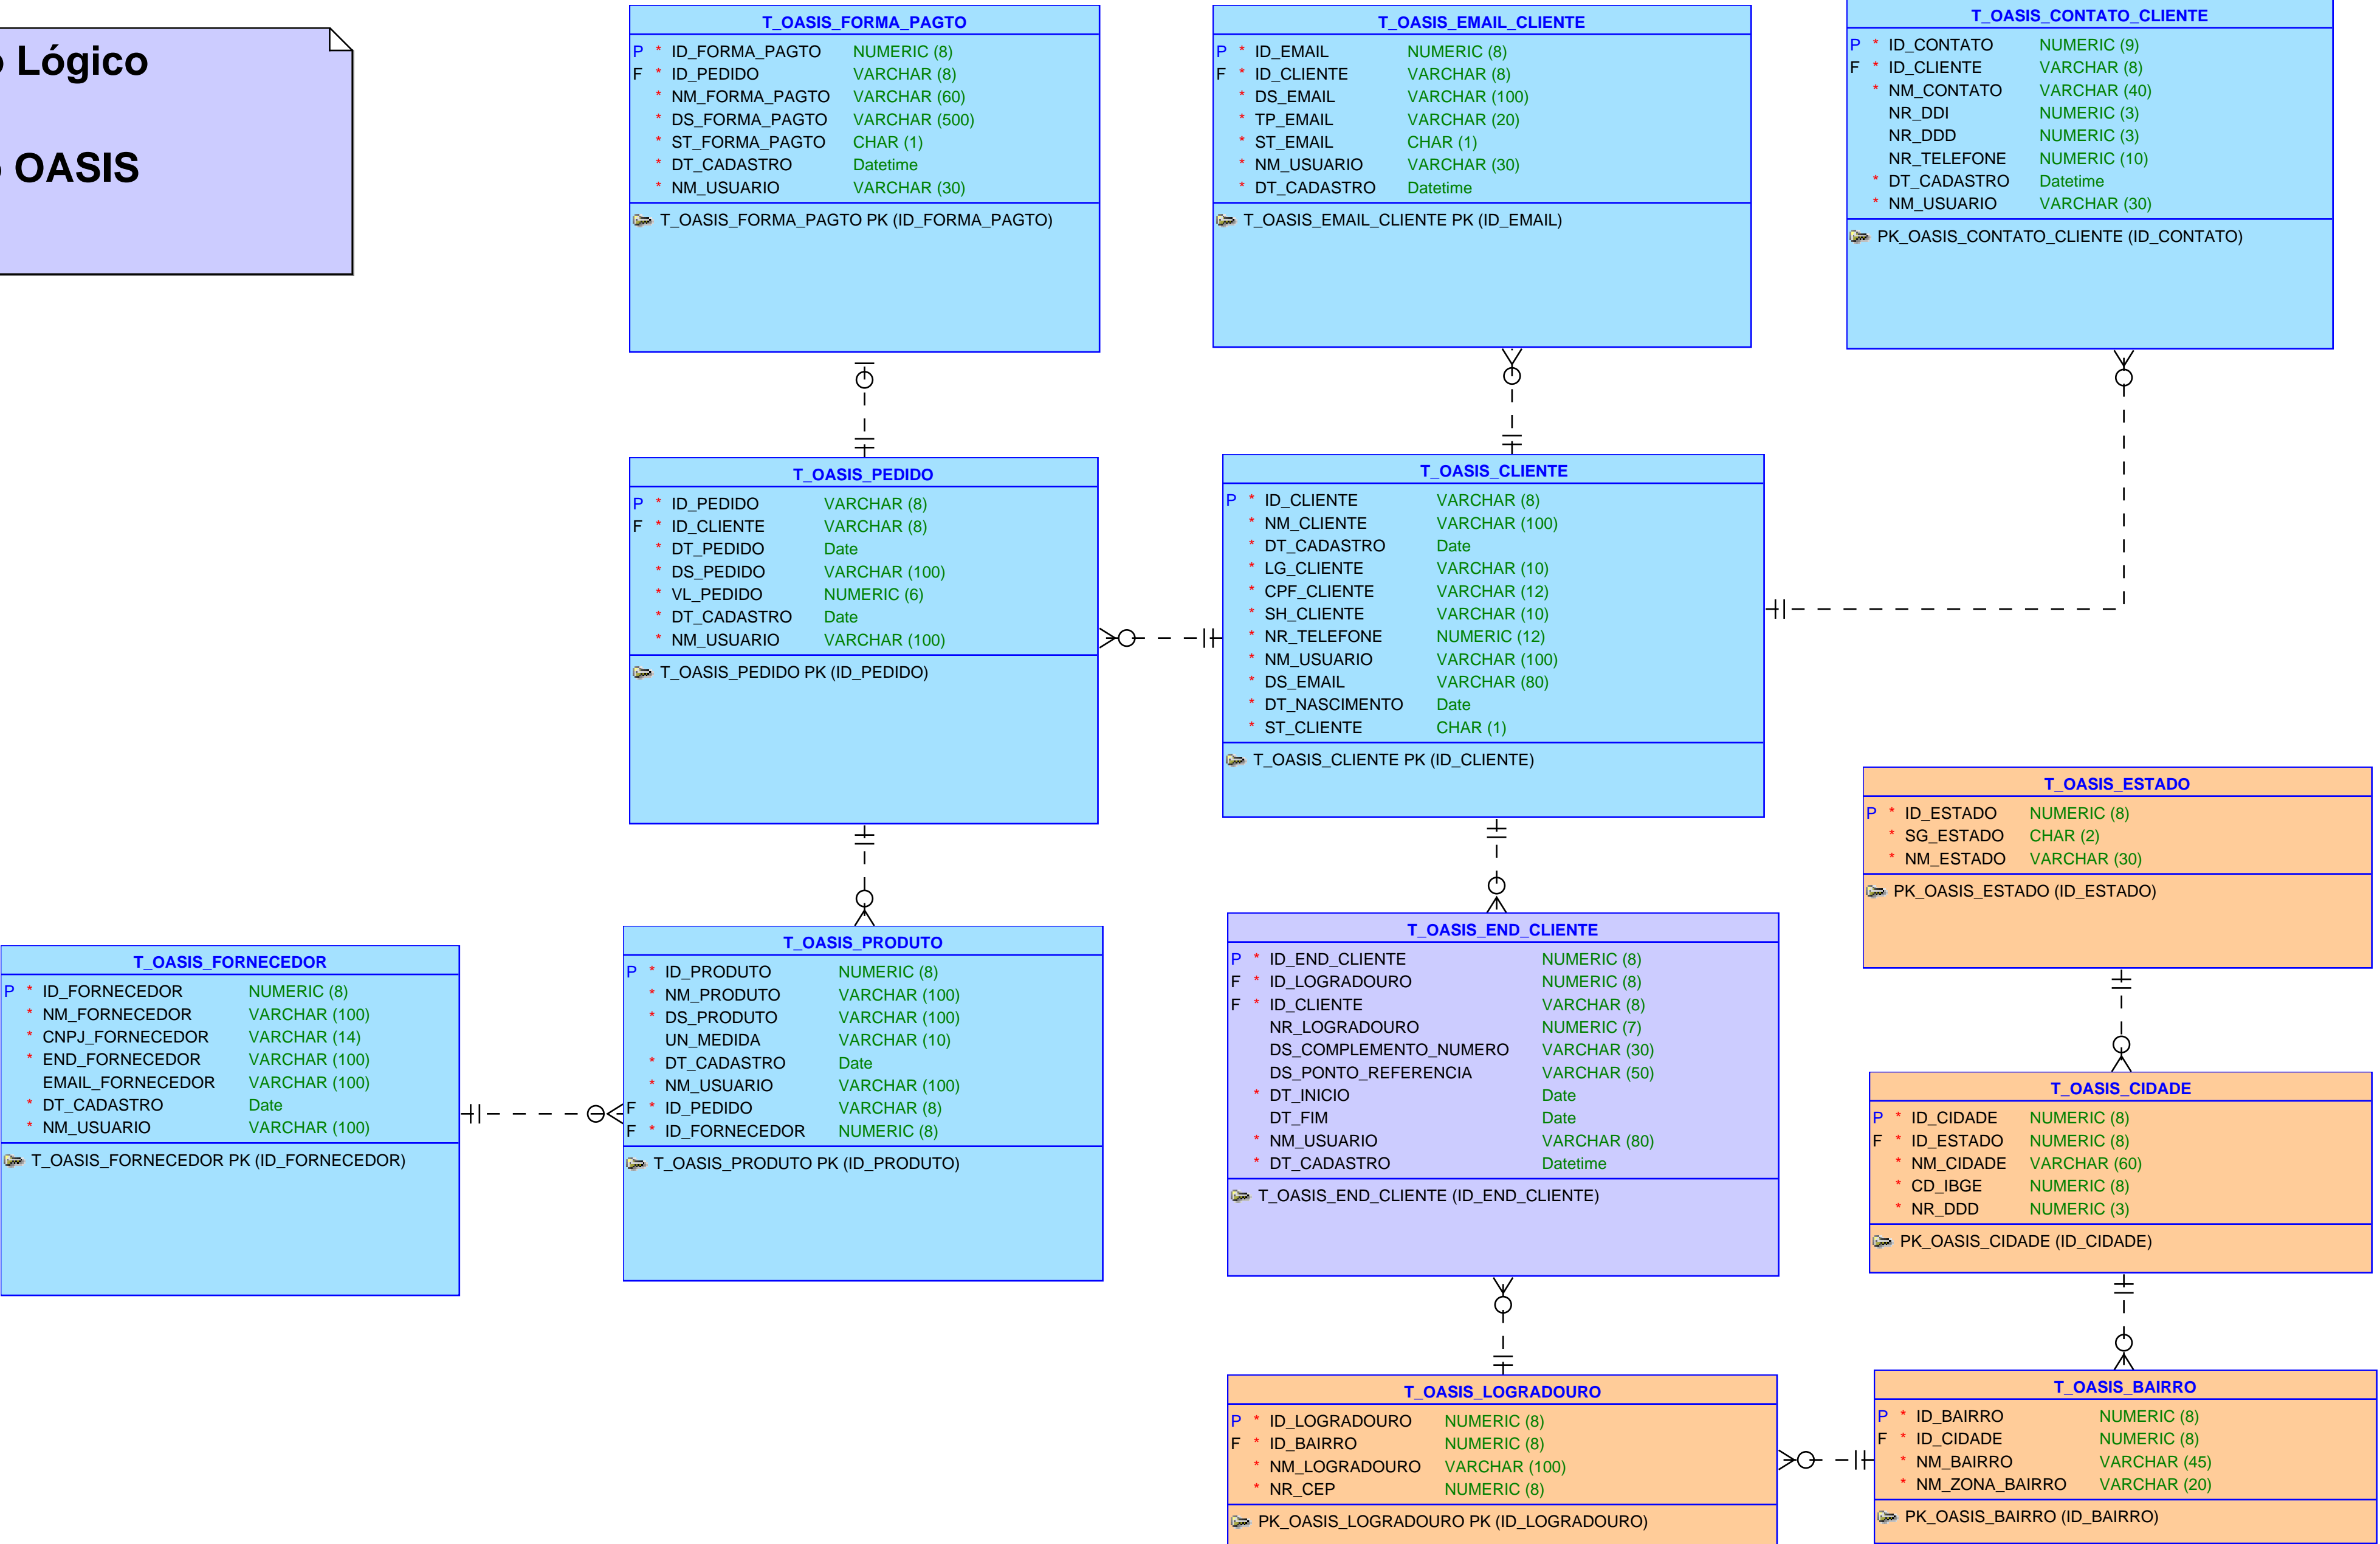 o Lógico
o OASIS
T_OASIS_FORMA_PAGTO
P * ID_FORMA_PAGTO NUMERIC (8)
F * ID_PEDIDO VARCHAR (8)
* NM_FORMA_PAGTO VARCHAR (60)
* DS_FORMA_PAGTO VARCHAR (500)
* ST_FORMA_PAGTO CHAR (1)
* DT_CADASTRO Datetime
* NM_USUARIO VARCHAR (30)
T_OASIS_FORMA_PAGTO PK (ID_FORMA_PAGTO)
T_OASIS_EMAIL_CLIENTE
P * ID_EMAIL NUMERIC (8)
F * ID_CLIENTE VARCHAR (8)
* DS_EMAIL VARCHAR (100)
* TP_EMAIL VARCHAR (20)
* ST_EMAIL CHAR (1)
* NM_USUARIO VARCHAR (30)
* DT_CADASTRO Datetime
T_OASIS_EMAIL_CLIENTE PK (ID_EMAIL)
T_OASIS_CONTATO_CLIENTE
P * ID_CONTATO NUMERIC (9)
F * ID_CLIENTE VARCHAR (8)
* NM_CONTATO VARCHAR (40)
NR_DDI NUMERIC (3)
NR_DDD NUMERIC (3)
NR_TELEFONE NUMERIC (10)
* DT_CADASTRO Datetime
* NM_USUARIO VARCHAR (30)
PK_OASIS_CONTATO_CLIENTE (ID_CONTATO)
T_OASIS_PEDIDO
P * ID_PEDIDO VARCHAR (8)
F * ID_CLIENTE VARCHAR (8)
* DT_PEDIDO Date
* DS_PEDIDO VARCHAR (100)
* VL_PEDIDO NUMERIC (6)
* DT_CADASTRO Date
* NM_USUARIO VARCHAR (100)
T_OASIS_PEDIDO PK (ID_PEDIDO)
T_OASIS_CLIENTE
P * ID_CLIENTE VARCHAR (8)
* NM_CLIENTE VARCHAR (100)
* DT_CADASTRO Date
* LG_CLIENTE VARCHAR (10)
* CPF_CLIENTE VARCHAR (12)
* SH_CLIENTE VARCHAR (10)
* NR_TELEFONE NUMERIC (12)
* NM_USUARIO VARCHAR (100)
* DS_EMAIL VARCHAR (80)
* DT_NASCIMENTO Date
* ST_CLIENTE CHAR (1)
T_OASIS_CLIENTE PK (ID_CLIENTE)
T_OASIS_ESTADO
P * ID_ESTADO NUMERIC (8)
* SG_ESTADO CHAR (2)
* NM_ESTADO VARCHAR (30)
PK_OASIS_ESTADO (ID_ESTADO)
T_OASIS_FORNECEDOR
P * ID_FORNECEDOR NUMERIC (8)
* NM_FORNECEDOR VARCHAR (100)
* CNPJ_FORNECEDOR VARCHAR (14)
* END_FORNECEDOR VARCHAR (100)
EMAIL_FORNECEDOR VARCHAR (100)
* DT_CADASTRO Date
* NM_USUARIO VARCHAR (100)
T_OASIS_FORNECEDOR PK (ID_FORNECEDOR)
T_OASIS_PRODUTO
P * ID_PRODUTO NUMERIC (8)
* NM_PRODUTO VARCHAR (100)
* DS_PRODUTO VARCHAR (100)
UN_MEDIDA VARCHAR (10)
* DT_CADASTRO Date
* NM_USUARIO VARCHAR (100)
F * ID_PEDIDO VARCHAR (8)
F * ID_FORNECEDOR NUMERIC (8)
T_OASIS_PRODUTO PK (ID_PRODUTO)
T_OASIS_END_CLIENTE
P * ID_END_CLIENTE NUMERIC (8)
F * ID_LOGRADOURO NUMERIC (8)
F * ID_CLIENTE VARCHAR (8)
NR_LOGRADOURO NUMERIC (7)
DS_COMPLEMENTO_NUMERO VARCHAR (30)
DS_PONTO_REFERENCIA VARCHAR (50)
* DT_INICIO Date
DT_FIM Date
* NM_USUARIO VARCHAR (80)
* DT_CADASTRO Datetime
T_OASIS_END_CLIENTE (ID_END_CLIENTE)
T_OASIS_CIDADE
P * ID_CIDADE NUMERIC (8)
F * ID_ESTADO NUMERIC (8)
* NM_CIDADE VARCHAR (60)
* CD_IBGE NUMERIC (8)
* NR_DDD NUMERIC (3)
PK_OASIS_CIDADE (ID_CIDADE)
T_OASIS_LOGRADOURO
P * ID_LOGRADOURO NUMERIC (8)
F * ID_BAIRRO NUMERIC (8)
* NM_LOGRADOURO VARCHAR (100)
* NR_CEP NUMERIC (8)
PK_OASIS_LOGRADOURO PK (ID_LOGRADOURO)
T_OASIS_BAIRRO
P * ID_BAIRRO NUMERIC (8)
F * ID_CIDADE NUMERIC (8)
* NM_BAIRRO VARCHAR (45)
* NM_ZONA_BAIRRO VARCHAR (20)
PK_OASIS_BAIRRO (ID_BAIRRO)